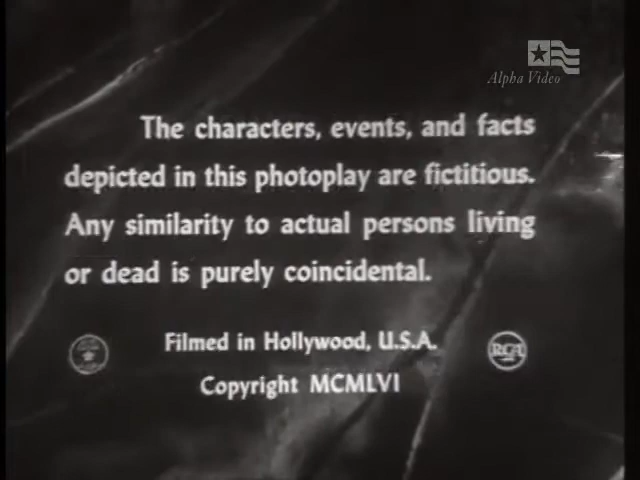 Alpha Video
The characters, events, and facts
depicted in this photoplay are fictitious.
Any similarity to actual persons living
or dead is purely coincidental.
Filmed in Hollywood, U.S.A.
RCA
Copyright MCMLVI